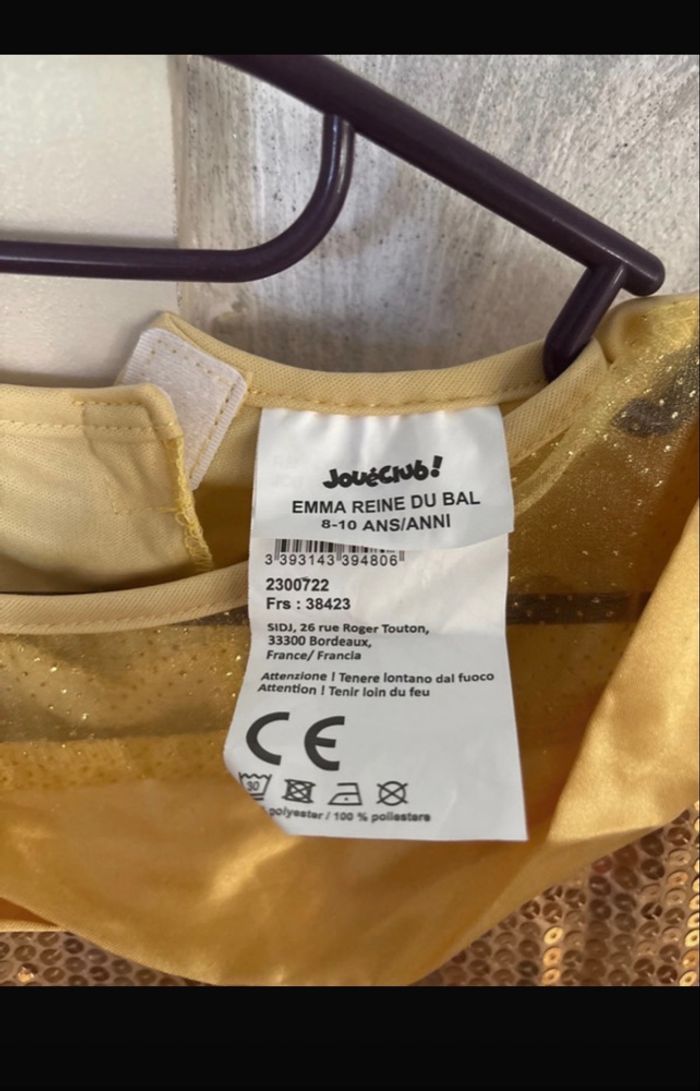 JouéClub!
EMMA REINE DU BAL
8-10 ANS/ANNI
3 393143 394806
2300722
Frs : 38423
SIDJ, 26 rue Roger Touton,
33300 Bordeaux,
France/ Francia
Attenzione ! Tenere lontano dal fuoco
Attention ! Tenir loin du feu
CE
30
polyester / 100 % poliestere